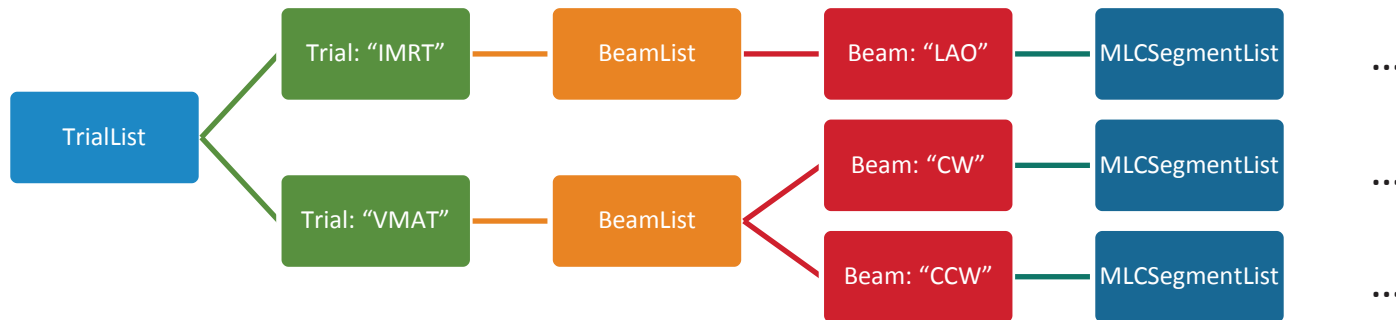 Trial: “IMRT”
BeamList
Beam: “LAO”
MLCSegmentList
...
TrialList
Beam: “CW”
MLCSegmentList
...
Trial: “VMAT”
BeamList
Beam: “CCW”
MLCSegmentList
...